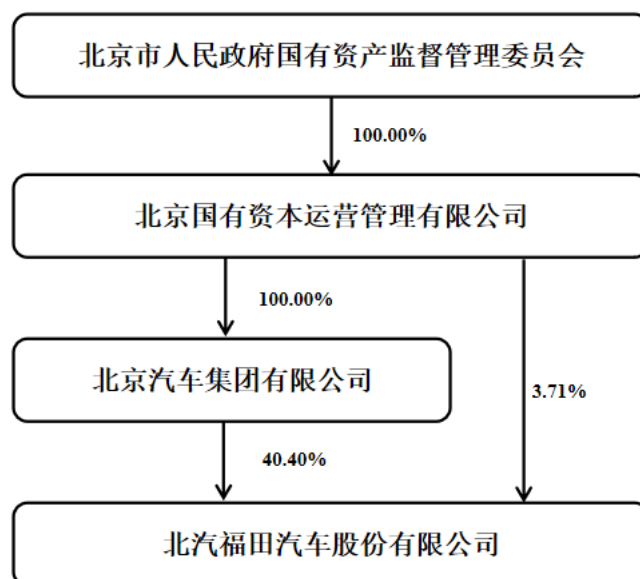 北京市人民政府国有资产监督管理委员会
100.00%
北京国有资本运营管理有限公司
100.00%
北京汽车集团有限公司
3.71%
40.40%
北汽福田汽车股份有限公司